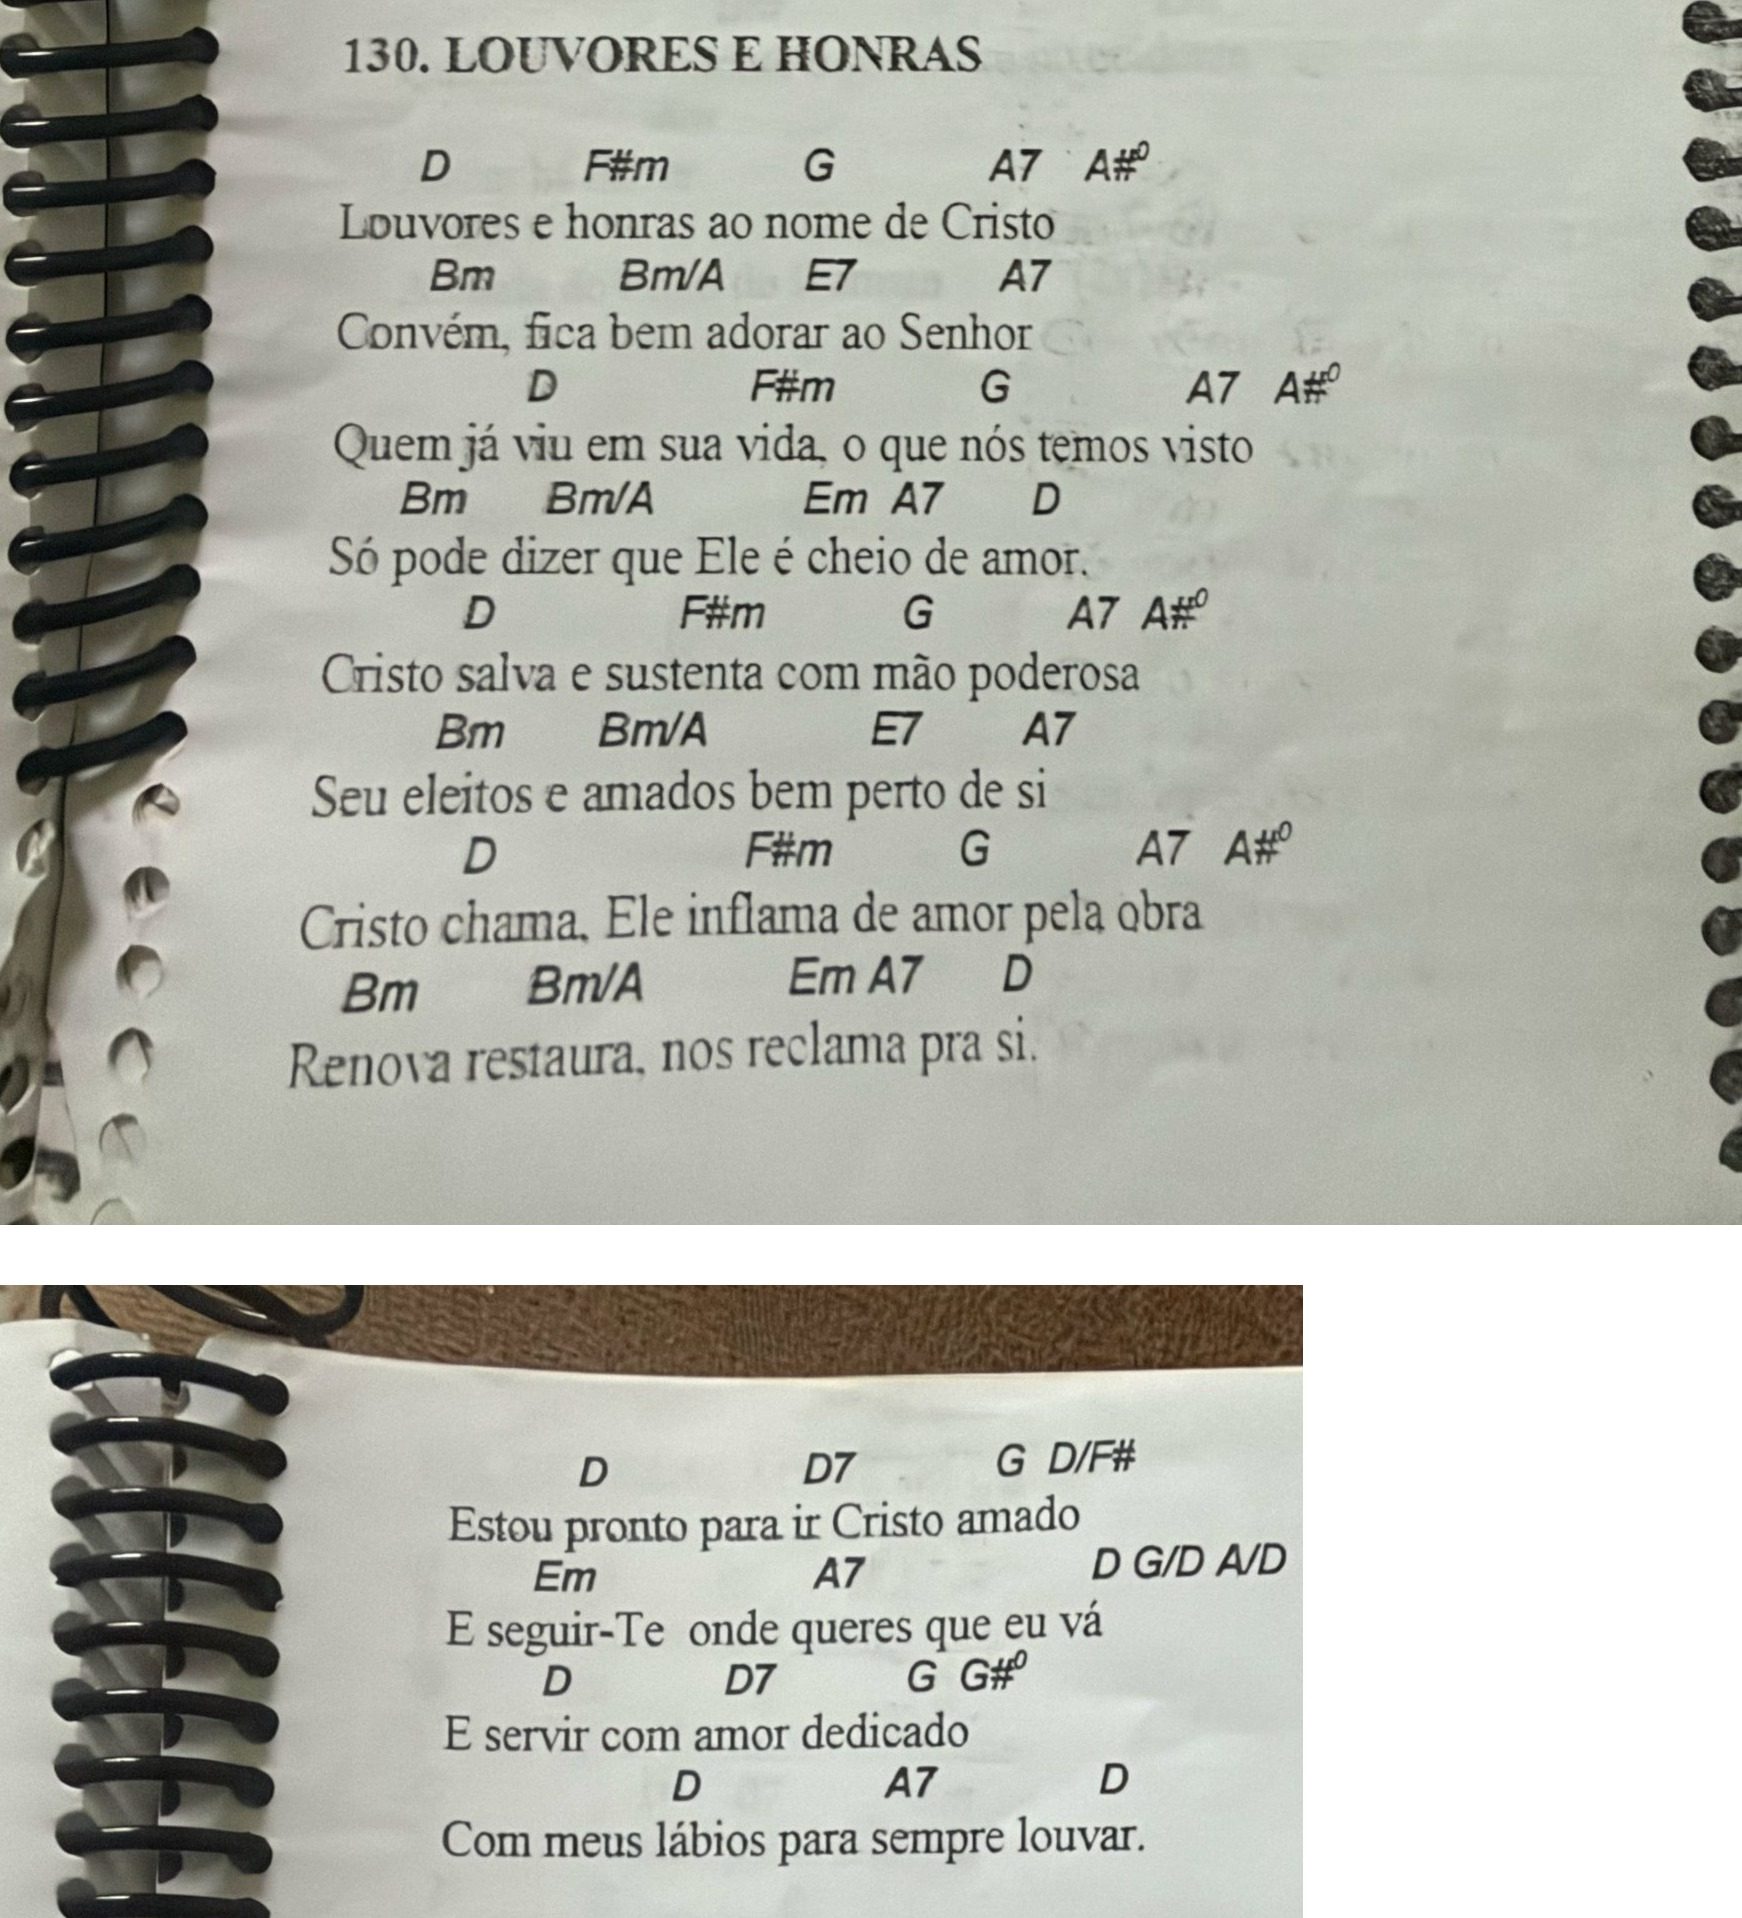 130. LOUVORES E HONRAS
D F#m G A7 A#º
Louvores e honras ao nome de Cristo
Bm Bm/A E7 A7
Convém, fica bem adorar ao Senhor
D F#m G A7 A#º
Quem já viu em sua vida, o que nós temos visto
Bm Bm/A Em A7 D
Só pode dizer que Ele é cheio de amor.
D F#m G A7 A#º
Cristo salva e sustenta com mão poderosa
Bm Bm/A E7 A7
Seu eleitos e amados bem perto de si
D F#m G A7 A#º
Cristo chama, Ele inflama de amor pela obra
Bm Bm/A Em A7 D
Renova restaura, nos reclama pra si.
D D7 G D/F#
Estou pronto para ir Cristo amado
Em A7 D G/D A/D
E seguir-Te onde queres que eu vá
D D7 G G#º
E servir com amor dedicado
D A7 D
Com meus lábios para sempre louvar.